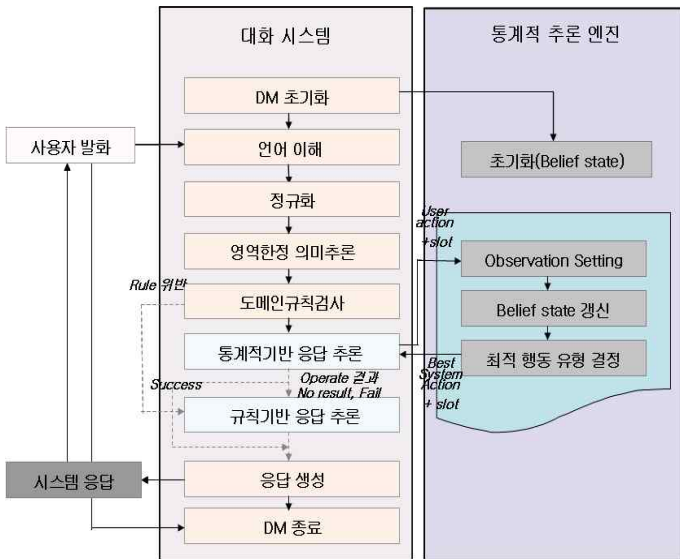 대화 시스템
통계적 추론 엔진
DM 초기화
사용자 발화
언어 이해
초기화(Belief state)
정규화
User
action
+slot
영역한정 의미추론
Observation Setting
Rule 위반
도메인규칙검사
Belief state 갱신
통계적기반 응답 추론
최적 행동 유형 결정
Best
System
Action
+ slot
Success
Operate 결과
No result, Fail
규칙기반 응답 추론
시스템 응답
응답 생성
DM 종료